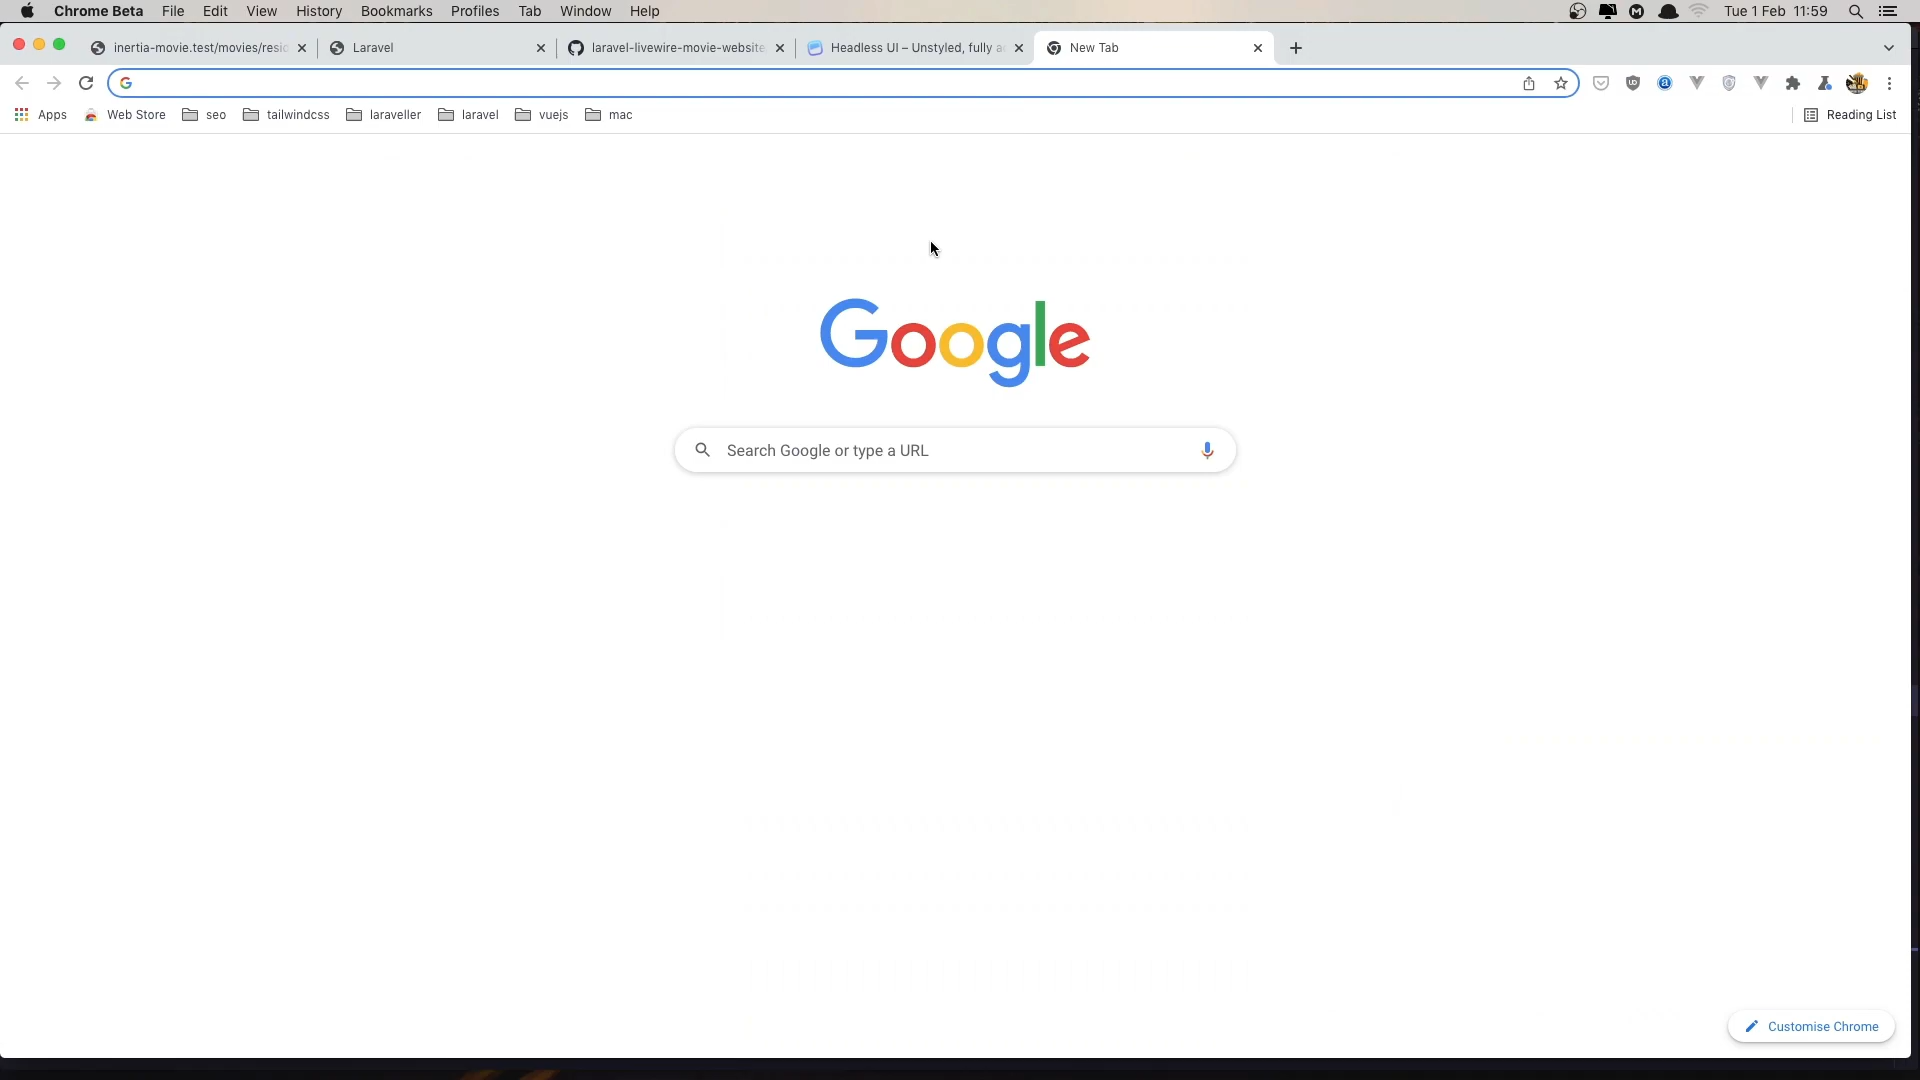 Chrome Beta File Edit View History Bookmarks Profiles Tab Window Help Tue 1 Feb 11:59
inertia-movie.test/movies/resid Laravel laravel-livewire-movie-website Headless UI – Unstyled, fully a New Tab
Apps Web Store seo tailwindcss laraveller laravel vuejs mac Reading List
Google
Search Google or type a URL
Customise Chrome